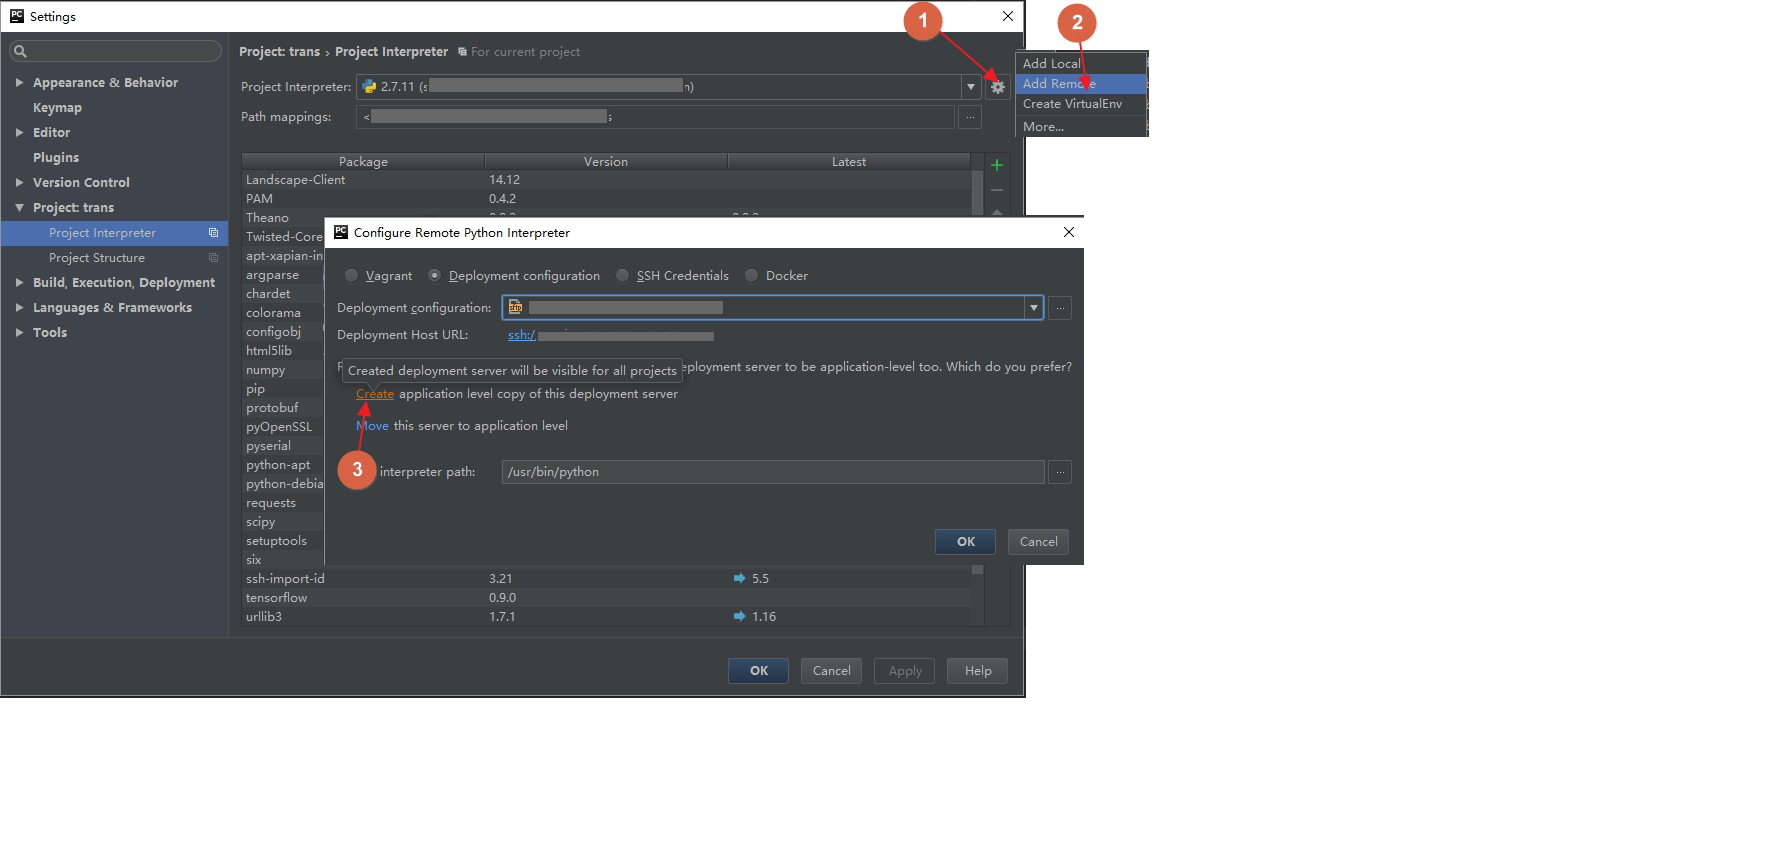 Settings
1
2
Project: trans › Project Interpreter For current project
Appearance & Behavior
Keymap
Editor
Plugins
Version Control
Project: trans
Project Interpreter
Project Structure
Build, Execution, Deployment
Languages & Frameworks
Tools
Project Interpreter: 2.7.11 (s n)
Path mappings: < s
...
Add Local
Add Remote
Create VirtualEnv
More...
Package Version Latest
Landscape-Client 14.12
PAM 0.4.2
Theano
Twisted-Core
apt-xapian-in
argparse
chardet
colorama
configobj
html5lib
numpy
pip
protobuf
pyOpenSSL
pyserial
python-apt
python-debia
requests
scipy
setuptools
six
ssh-import-id 3.21 5.5
tensorflow 0.9.0
urllib3 1.7.1 1.16
Configure Remote Python Interpreter
Vagrant Deployment configuration SSH Credentials Docker
Deployment configuration: sftp ...
Deployment Host URL: ssh:/
Created deployment server will be visible for all projects
eployment server to be application-level too. Which do you prefer?
Create application level copy of this deployment server
Move this server to application level
3
interpreter path: /usr/bin/python ...
OK Cancel
OK Cancel Apply Help